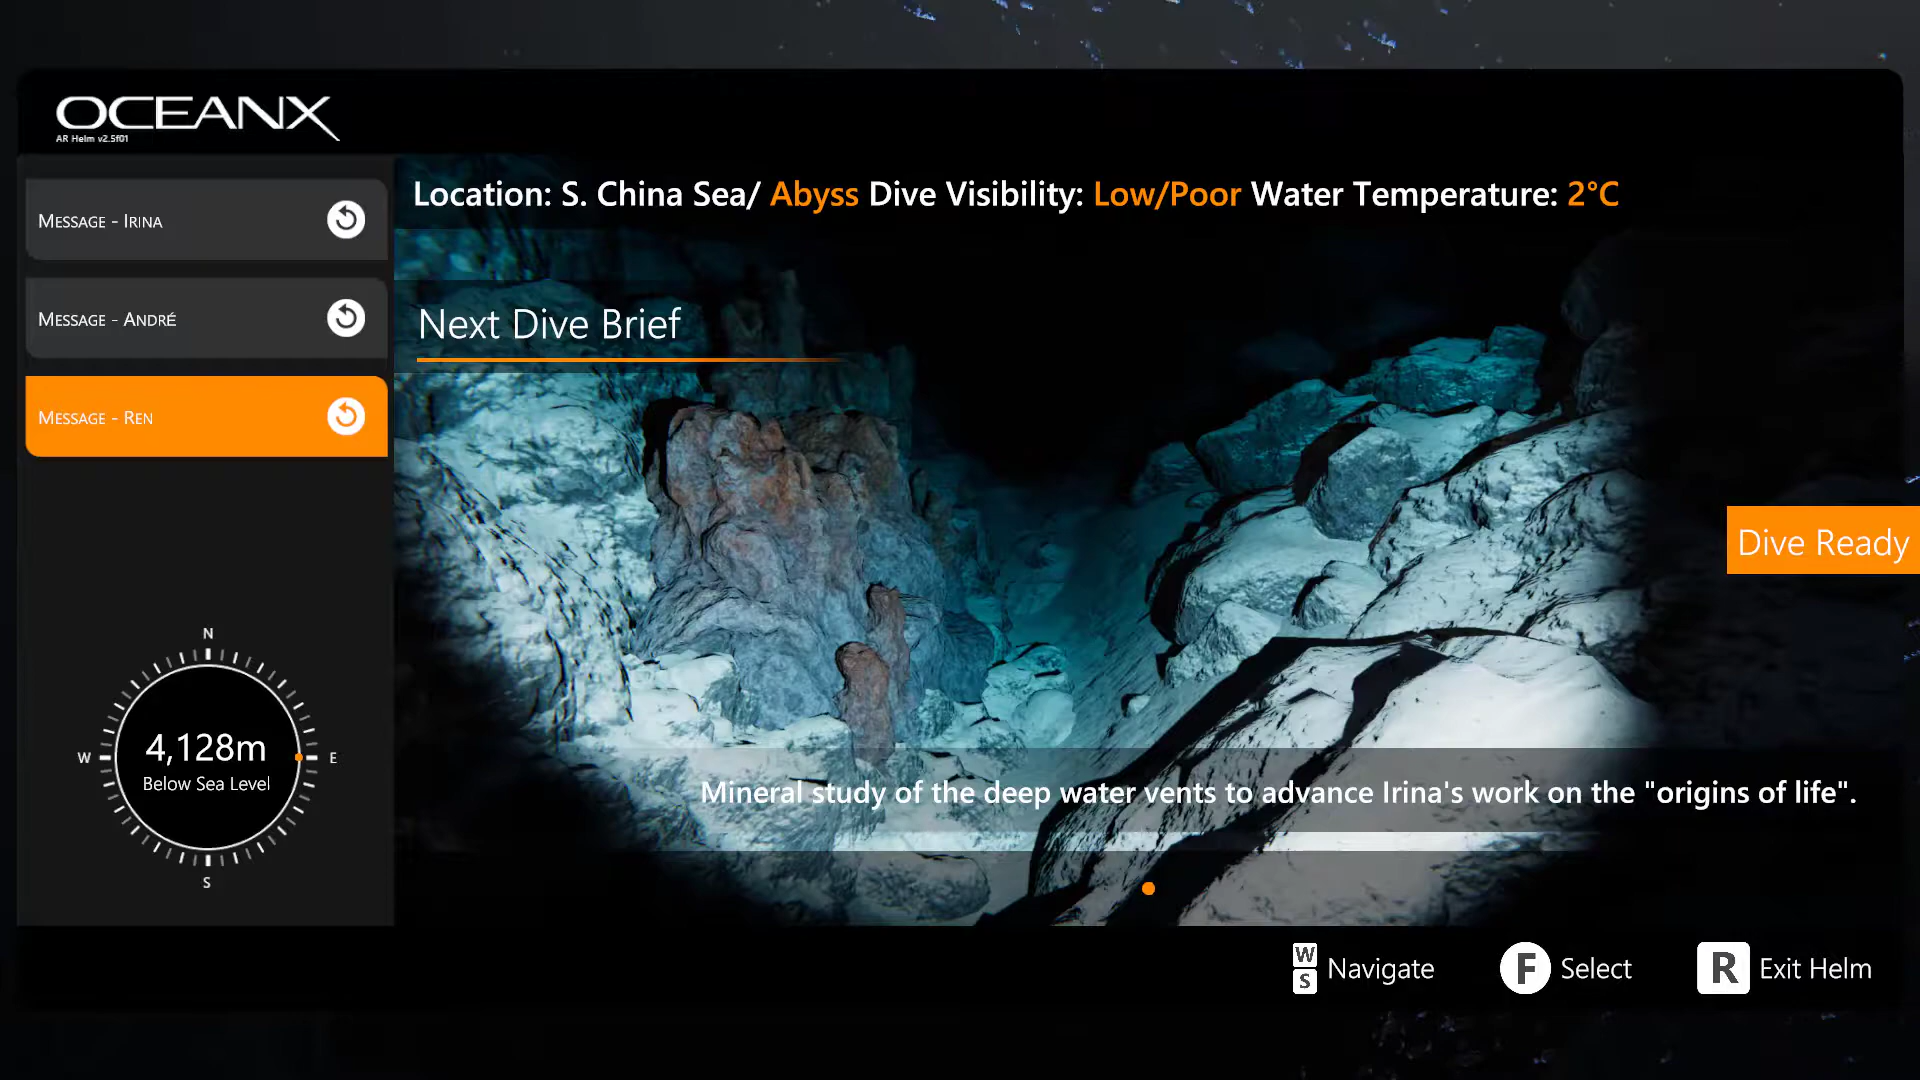 OCEANX
AR Helm v2.5f01
Message - Irina
Message - André
Message - Ren
Location: S. China Sea/ Abyss Dive Visibility: Low/Poor Water Temperature: 2°C
Next Dive Brief
Dive Ready
N
W
E
S
4,128m
Below Sea Level
Mineral study of the deep water vents to advance Irina's work on the "origins of life".
W
S
Navigate
F Select
R Exit Helm